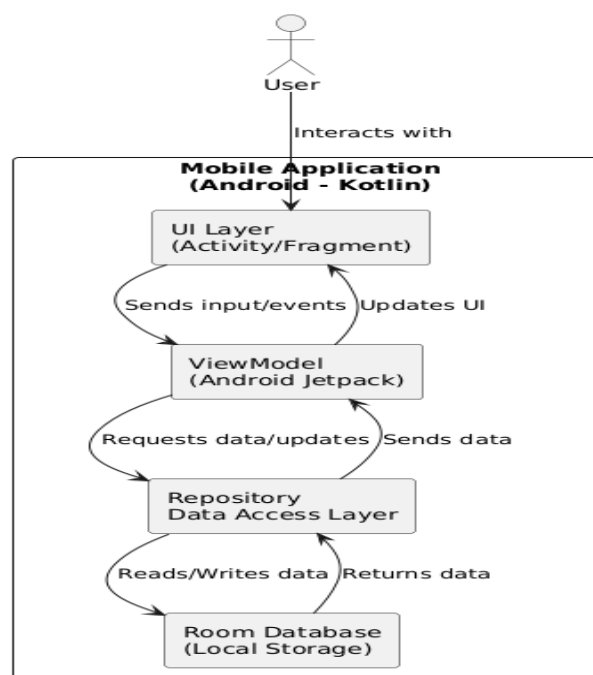 User
Interacts with
Mobile Application
(Android - Kotlin)
UI Layer
(Activity/Fragment)
Sends input/events
Updates UI
ViewModel
(Android Jetpack)
Requests data/updates
Sends data
Repository
Data Access Layer
Reads/Writes data
Returns data
Room Database
(Local Storage)